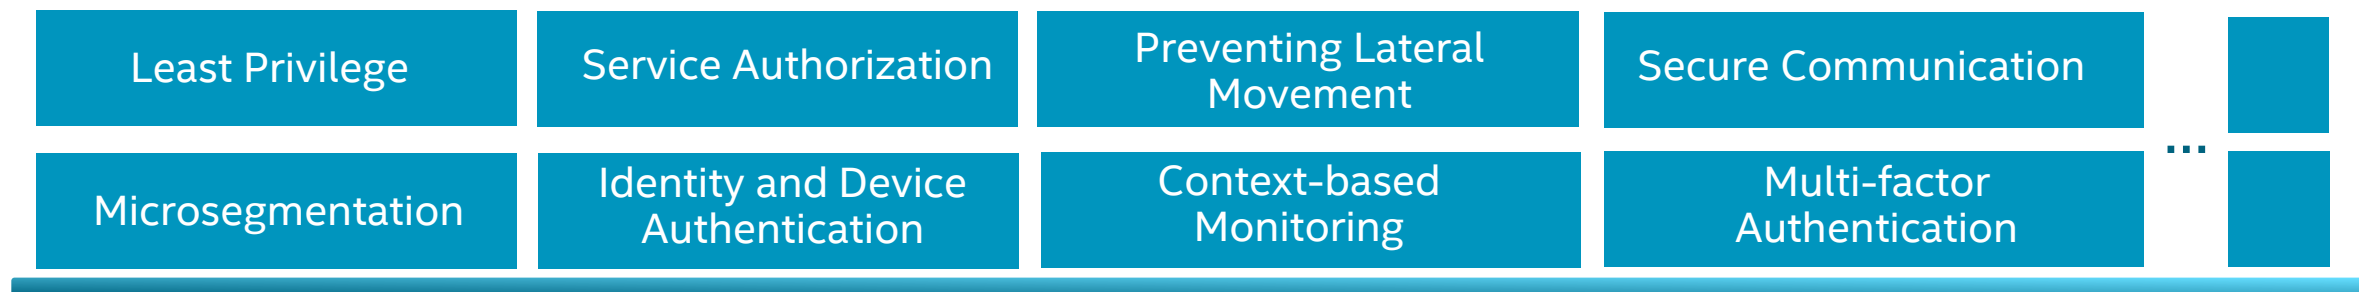 Least Privilege
Service Authorization
Preventing Lateral
Movement
Secure Communication
...
Microsegmentation
Identity and Device
Authentication
Context-based
Monitoring
Multi-factor
Authentication